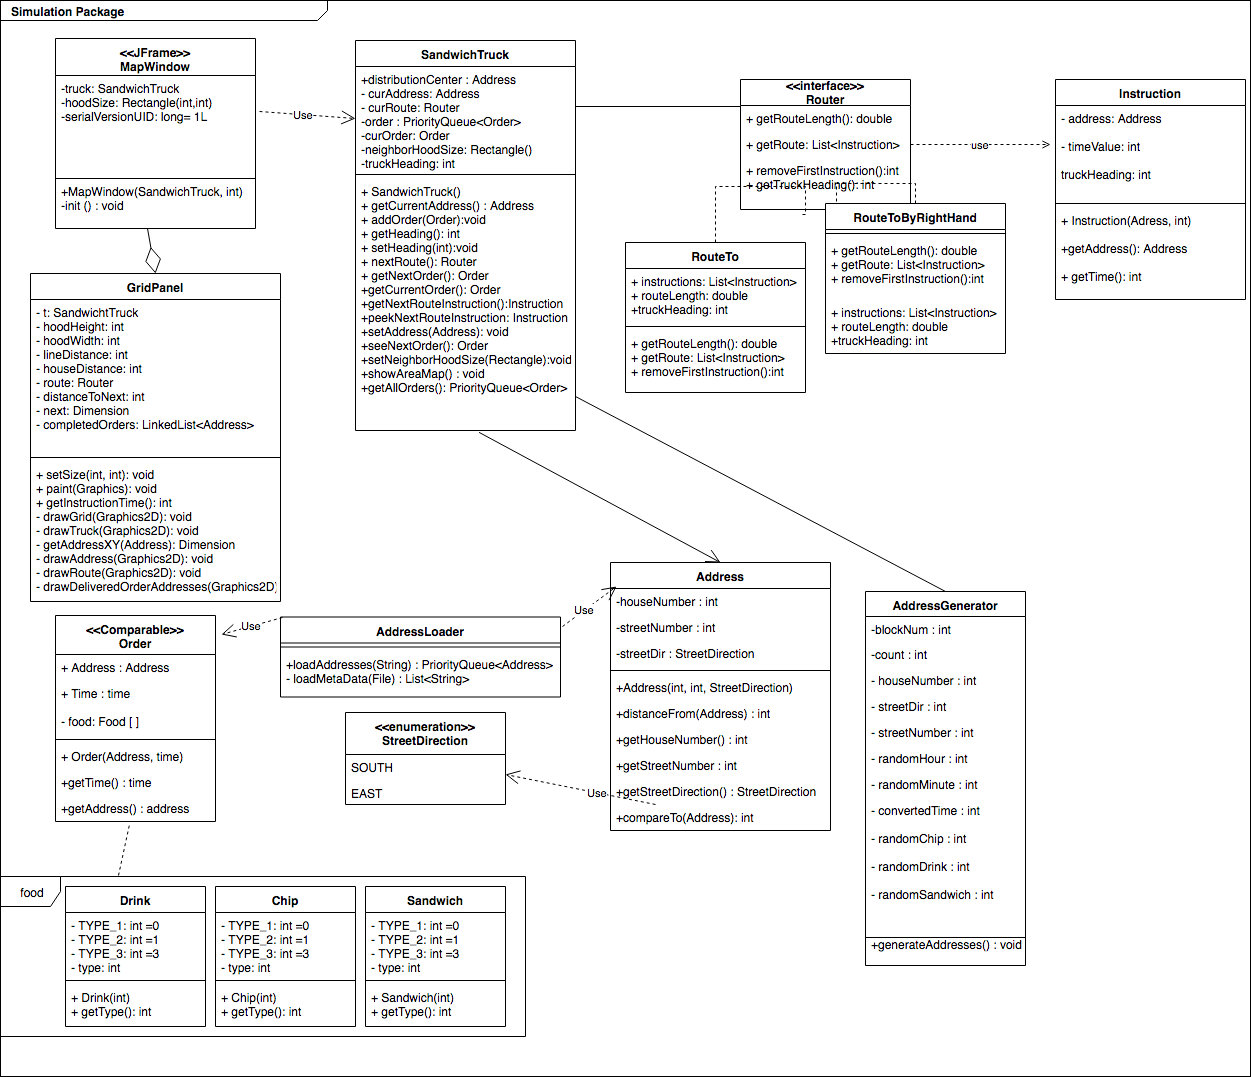 Simulation Package
<<JFrame>>
MapWindow
-truck: SandwichTruck
-hoodSize: Rectangle(int,int)
-serialVersionUID: long= 1L
+MapWindow(SandwichTruck, int)
-init () : void
Use
SandwichTruck
+distributionCenter : Address
- curAddress: Address
- curRoute: Router
-order : PriorityQueue<Order>
-curOrder: Order
-neighborHoodSize: Rectangle()
-truckHeading: int
+ SandwichTruck()
+ getCurrentAddress() : Address
+ addOrder(Order):void
+ getHeading(): int
+ setHeading(int):void
+ nextRoute(): Router
+ getNextOrder(): Order
+getCurrentOrder(): Order
+getNextRouteInstruction():Instruction
+peekNextRouteInstruction: Instruction
+setAddress(Address): void
+seeNextOrder(): Order
+setNeighborHoodSize(Rectangle):void
+showAreaMap() : void
+getAllOrders(): PriorityQueue<Order>
<<interface>>
Router
+ getRouteLength(): double
+ getRoute: List<Instruction>
+ removeFirstInstruction():int
+ getTruckHeading(): int
use
Instruction
- address: Address
- timeValue: int
truckHeading: int
+ Instruction(Adress, int)
+getAddress(): Address
+ getTime(): int
RouteTo
+ instructions: List<Instruction>
+ routeLength: double
+truckHeading: int
+ getRouteLength(): double
+ getRoute: List<Instruction>
+ removeFirstInstruction():int
RouteToByRightHand
+ getRouteLength(): double
+ getRoute: List<Instruction>
+ removeFirstInstruction():int
+ instructions: List<Instruction>
+ routeLength: double
+truckHeading: int
GridPanel
- t: SandwichtTruck
- hoodHeight: int
- hoodWidth: int
- lineDistance: int
- houseDistance: int
- route: Router
- distanceToNext: int
- next: Dimension
- completedOrders: LinkedList<Address>
+ setSize(int, int): void
+ paint(Graphics): void
+ getInstructionTime(): int
- drawGrid(Graphics2D): void
- drawTruck(Graphics2D): void
- getAddressXY(Address): Dimension
- drawAddress(Graphics2D): void
- drawRoute(Graphics2D): void
- drawDeliveredOrderAddresses(Graphics2D)
<<Comparable>>
Order
+ Address : Address
+ Time : time
- food: Food [ ]
+ Order(Address, time)
+getTime() : time
+getAddress() : address
Use
AddressLoader
+loadAddresses(String) : PriorityQueue<Address>
- loadMetaData(File) : List<String>
Use
<<enumeration>>
StreetDirection
SOUTH
EAST
Use
Address
-houseNumber : int
-streetNumber : int
-streetDir : StreetDirection
+Address(int, int, StreetDirection)
+distanceFrom(Address) : int
+getHouseNumber() : int
+getStreetNumber : int
+getStreetDirection() : StreetDirection
+compareTo(Address): int
AddressGenerator
-blockNum : int
-count : int
- houseNumber : int
- streetDir : int
- streetNumber : int
- randomHour : int
- randomMinute : int
- convertedTime : int
- randomChip : int
- randomDrink : int
- randomSandwich : int
+generateAddresses() : void
food
Drink
- TYPE_1: int =0
- TYPE_2: int =1
- TYPE_3: int =3
- type: int
+ Drink(int)
+ getType(): int
Chip
- TYPE_1: int =0
- TYPE_2: int =1
- TYPE_3: int =3
- type: int
+ Chip(int)
+ getType(): int
Sandwich
- TYPE_1: int =0
- TYPE_2: int =1
- TYPE_3: int =3
- type: int
+ Sandwich(int)
+ getType(): int